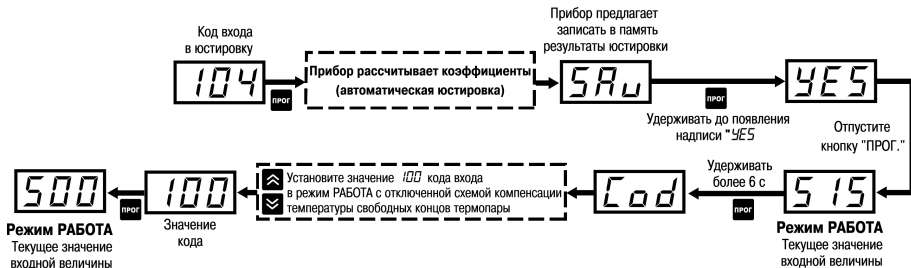 Код входа
в юстировку
104
ПРОГ
Прибор рассчитывает коэффициенты
(автоматическая юстировка)
Прибор предлагает
записать в память
результаты юстировки
SAu
ПРОГ
Удерживать до появления
надписи "YES
YES
Отпустите
кнопку "ПРОГ."
515
Режим РАБОТА
Текущее значение
входной величины
Удерживать
более 6 с
ПРОГ
Cod
Установите значение 100 кода входа
в режим РАБОТА с отключенной схемой компенсации
температуры свободных концов термопары
100
Значение
кода
ПРОГ
500
Режим РАБОТА
Текущее значение
входной величины